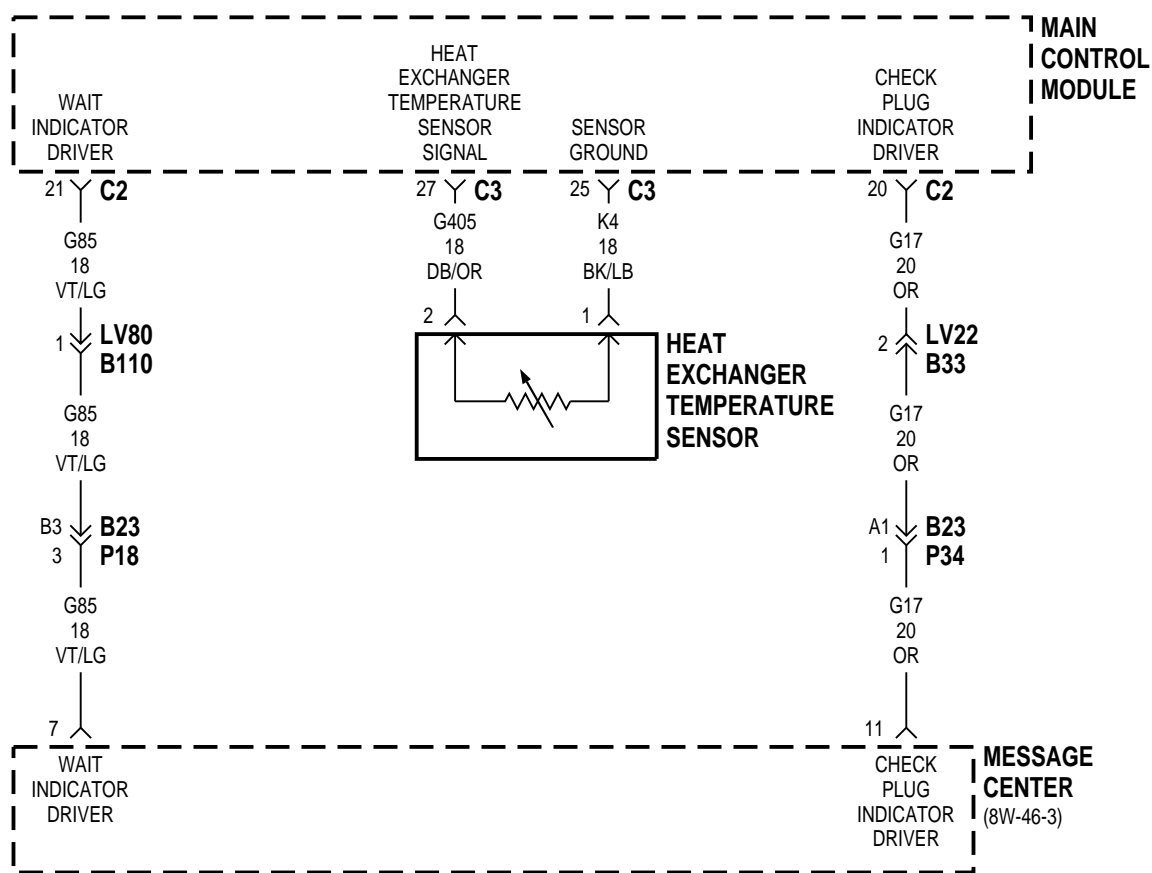 MAIN
CONTROL
MODULE
WAIT
INDICATOR
DRIVER
HEAT
EXCHANGER
TEMPERATURE
SENSOR
SIGNAL
SENSOR
GROUND
CHECK
PLUG
INDICATOR
DRIVER
21 C2
27 C3
25 C3
20 C2
G85
18
VT/LG
G405
18
DB/OR
K4
18
BK/LB
G17
20
OR
1 LV80
B110
2
1
HEAT
EXCHANGER
TEMPERATURE
SENSOR
2 LV22
B33
G85
18
VT/LG
G17
20
OR
B3 B23
3 P18
A1 B23
1 P34
G85
18
VT/LG
G17
20
OR
7
11
WAIT
INDICATOR
DRIVER
CHECK
PLUG
INDICATOR
DRIVER
MESSAGE
CENTER
(8W-46-3)